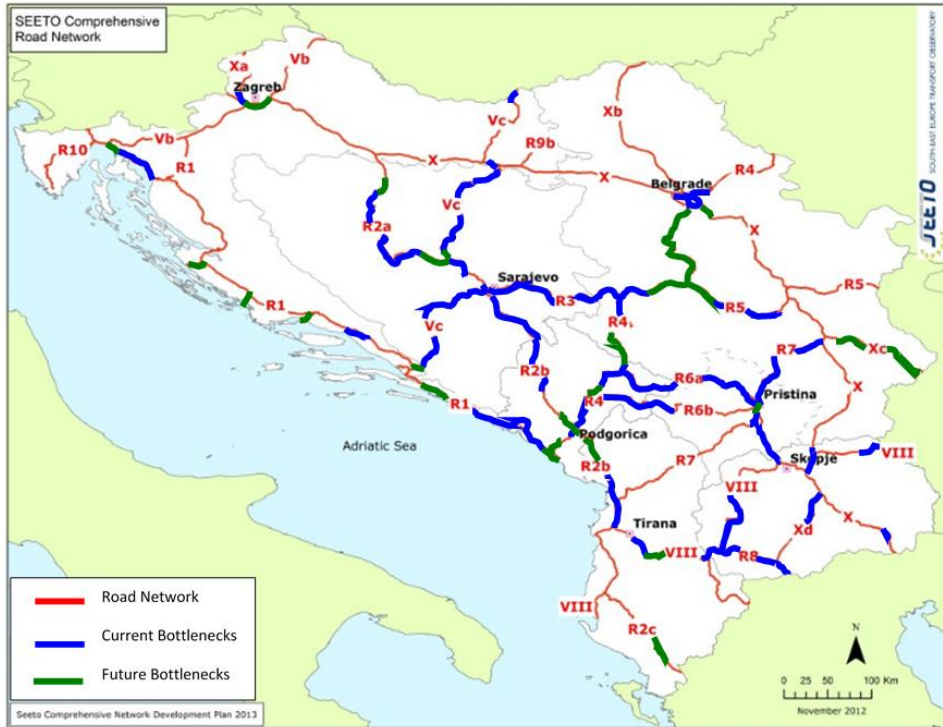 SEETO Comprehensive
Road Network
SEETO
SOUTH-EAST EUROPE TRANSPORT OBSERVATORY
Xa
Vb
Zagreb
Vb
R10
R1
Vc
R9b
X
X
Xb
Belgrade
R4
R2a
Vc
X
Sarajevo
R3
R5
R5
R1
Vc
R4
R7
Xc
R2b
R6a
X
R1
R4
R6b
Pristina
Adriatic Sea
Podgorica
R2b
R7
Skopje
VIII
VIII
Tirana
Xd
X
VIII
R8
VIII
R2c
Road Network
Current Bottlenecks
Future Bottlenecks
N
0 25 50 100 Km
November 2012
Seeto Comprehensive Network Development Plan 2013